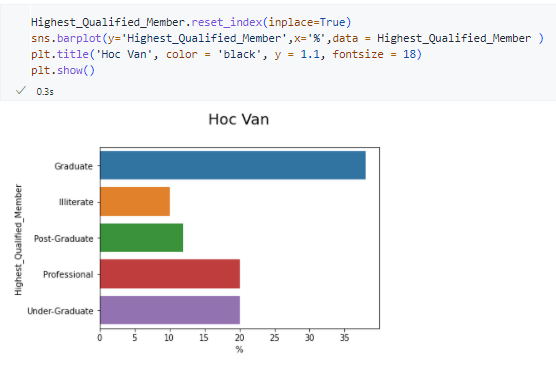 Highest_Qualified_Member.reset_index(inplace=True)
sns.barplot(y='Highest_Qualified_Member',x='%',data = Highest_Qualified_Member )
plt.title('Hoc Van', color = 'black', y = 1.1, fontsize = 18)
plt.show()
0.3s
Hoc Van
Highest_Qualified_Member
Graduate
Illiterate
Post-Graduate
Professional
Under-Graduate
0 5 10 15 20 25 30 35
%